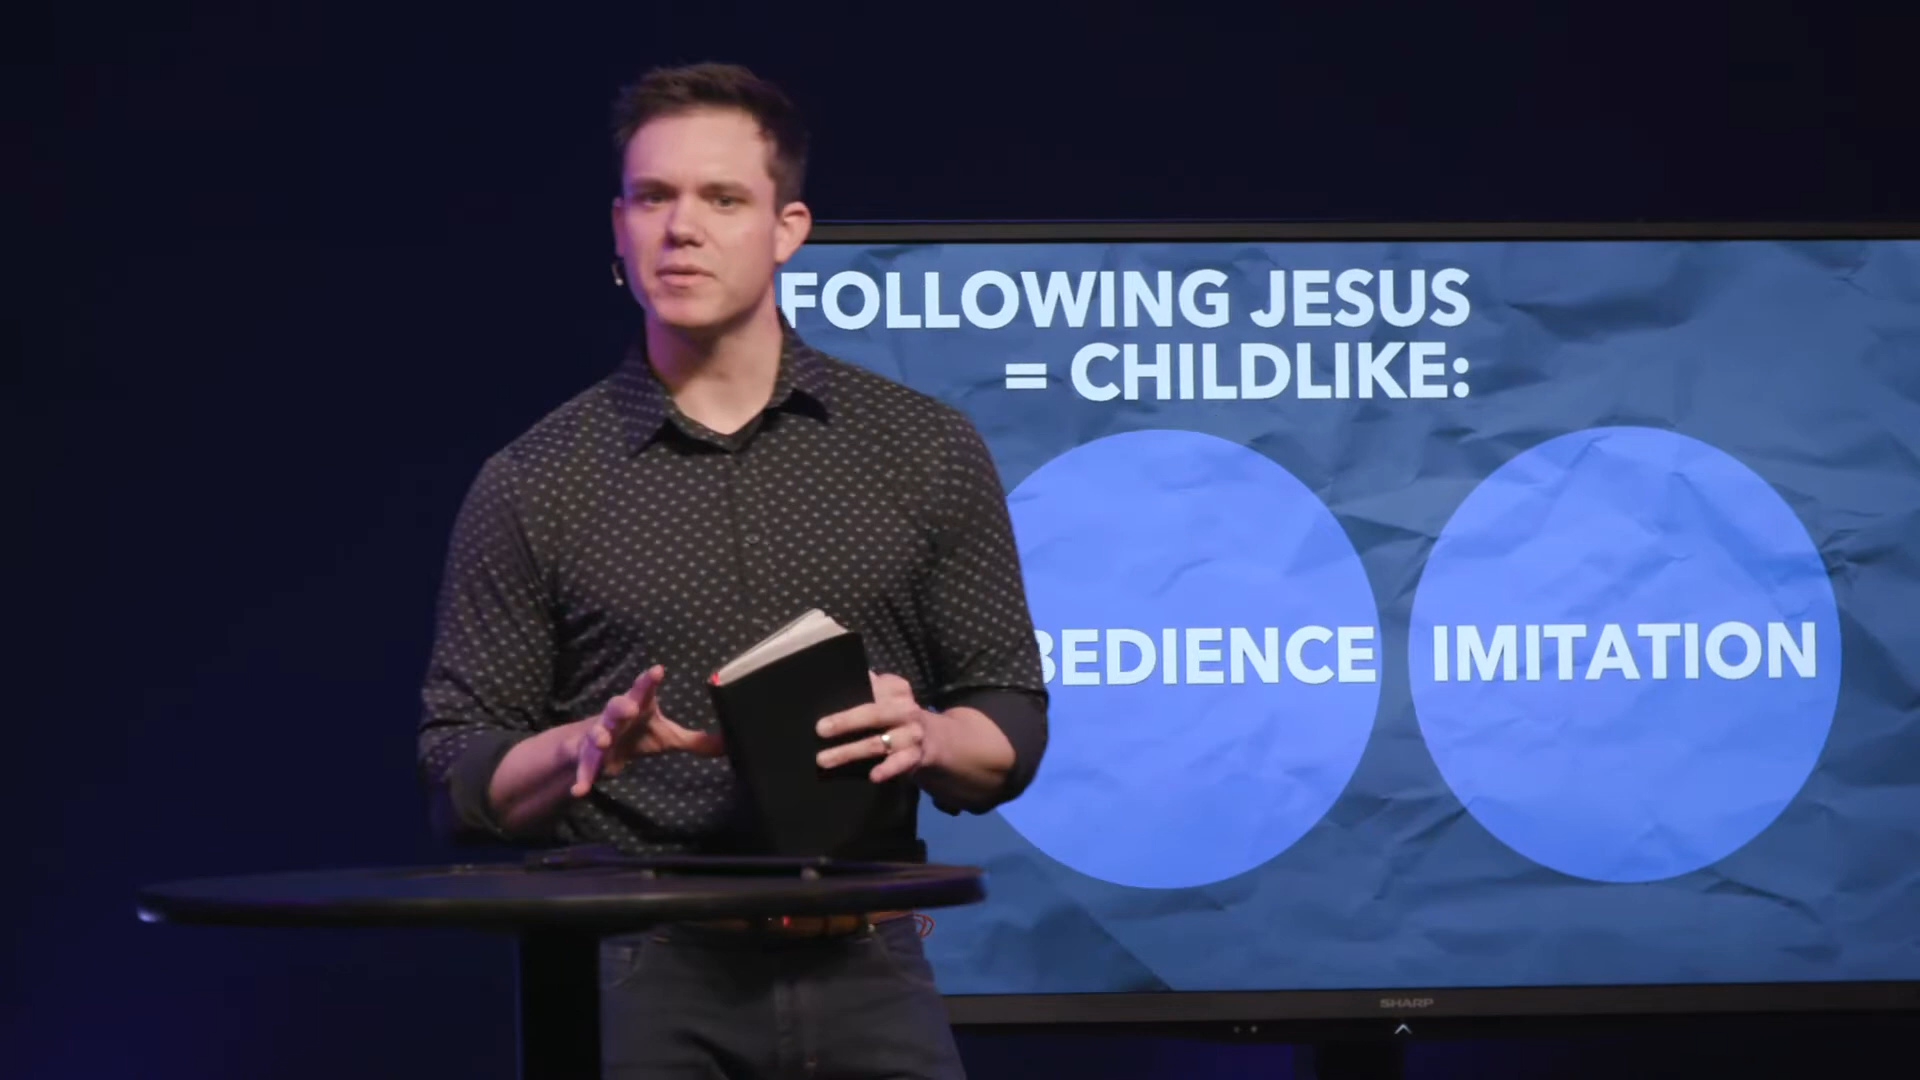 FOLLOWING JESUS
= CHILDLIKE:
BEDIENCE
IMITATION
SHARP